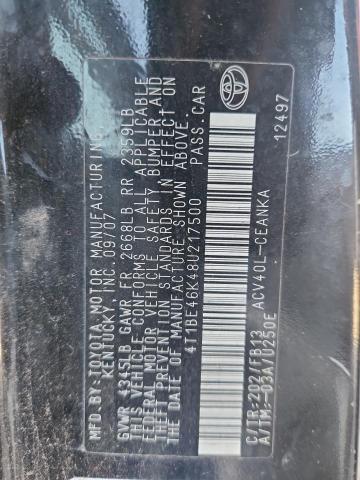 MFD.BY:TOYOTA MOTOR MANUFACTURING,
KENTUCKY, INC. 09/07
GVWR 4345LB GAWR FR 2668LB RR 2359LB
THIS VEHICLE CONFORMS TO ALL APPLICABLE
FEDERAL MOTOR VEHICLE SAFETY BUMPER AND
THEFT PREVENTION STANDARDS IN EFFECT ON
THE DATE OF MANUFACTURE SHOWN ABOVE.
4T1BE46K48U217500 PASS.CAR
C/TR:202/FB13 ACV40L-CEANKA
A/TM:-03A/U250E 12497